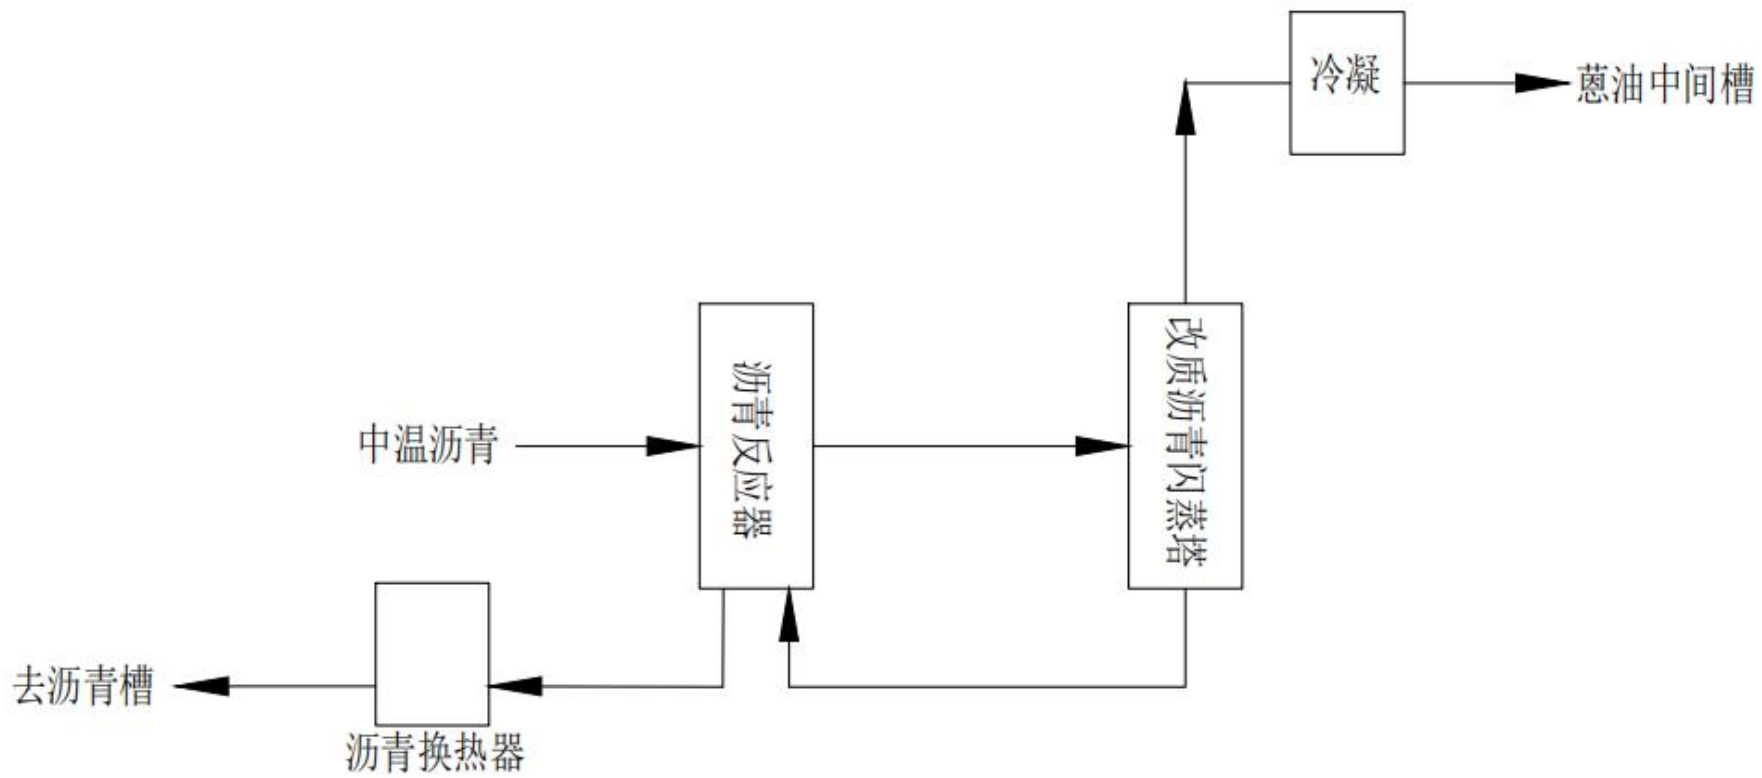 冷凝
蒽油中间槽
改质沥青闪蒸塔
沥青反应器
中温沥青
去沥青槽
沥青换热器